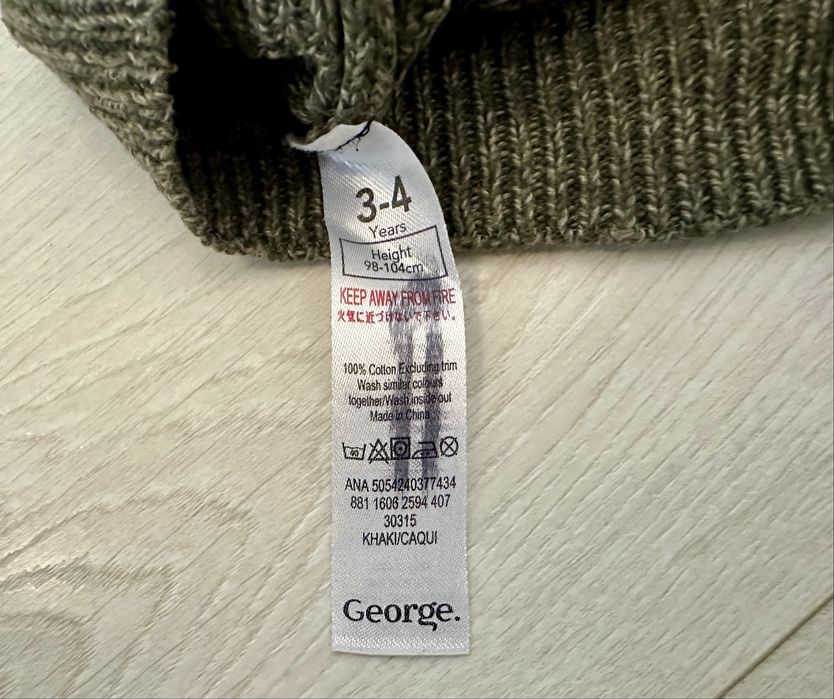 3-4
Years
Height
98-104cm
KEEP AWAY FROM FIRE
火気に近づけないで下さい。
100% Cotton Excluding trim
Wash similar colours
together/Wash inside out
Made in China
40
ANA 5054240377434
881 1606 2594 407
30315
KHAKI/CAQUI
George.